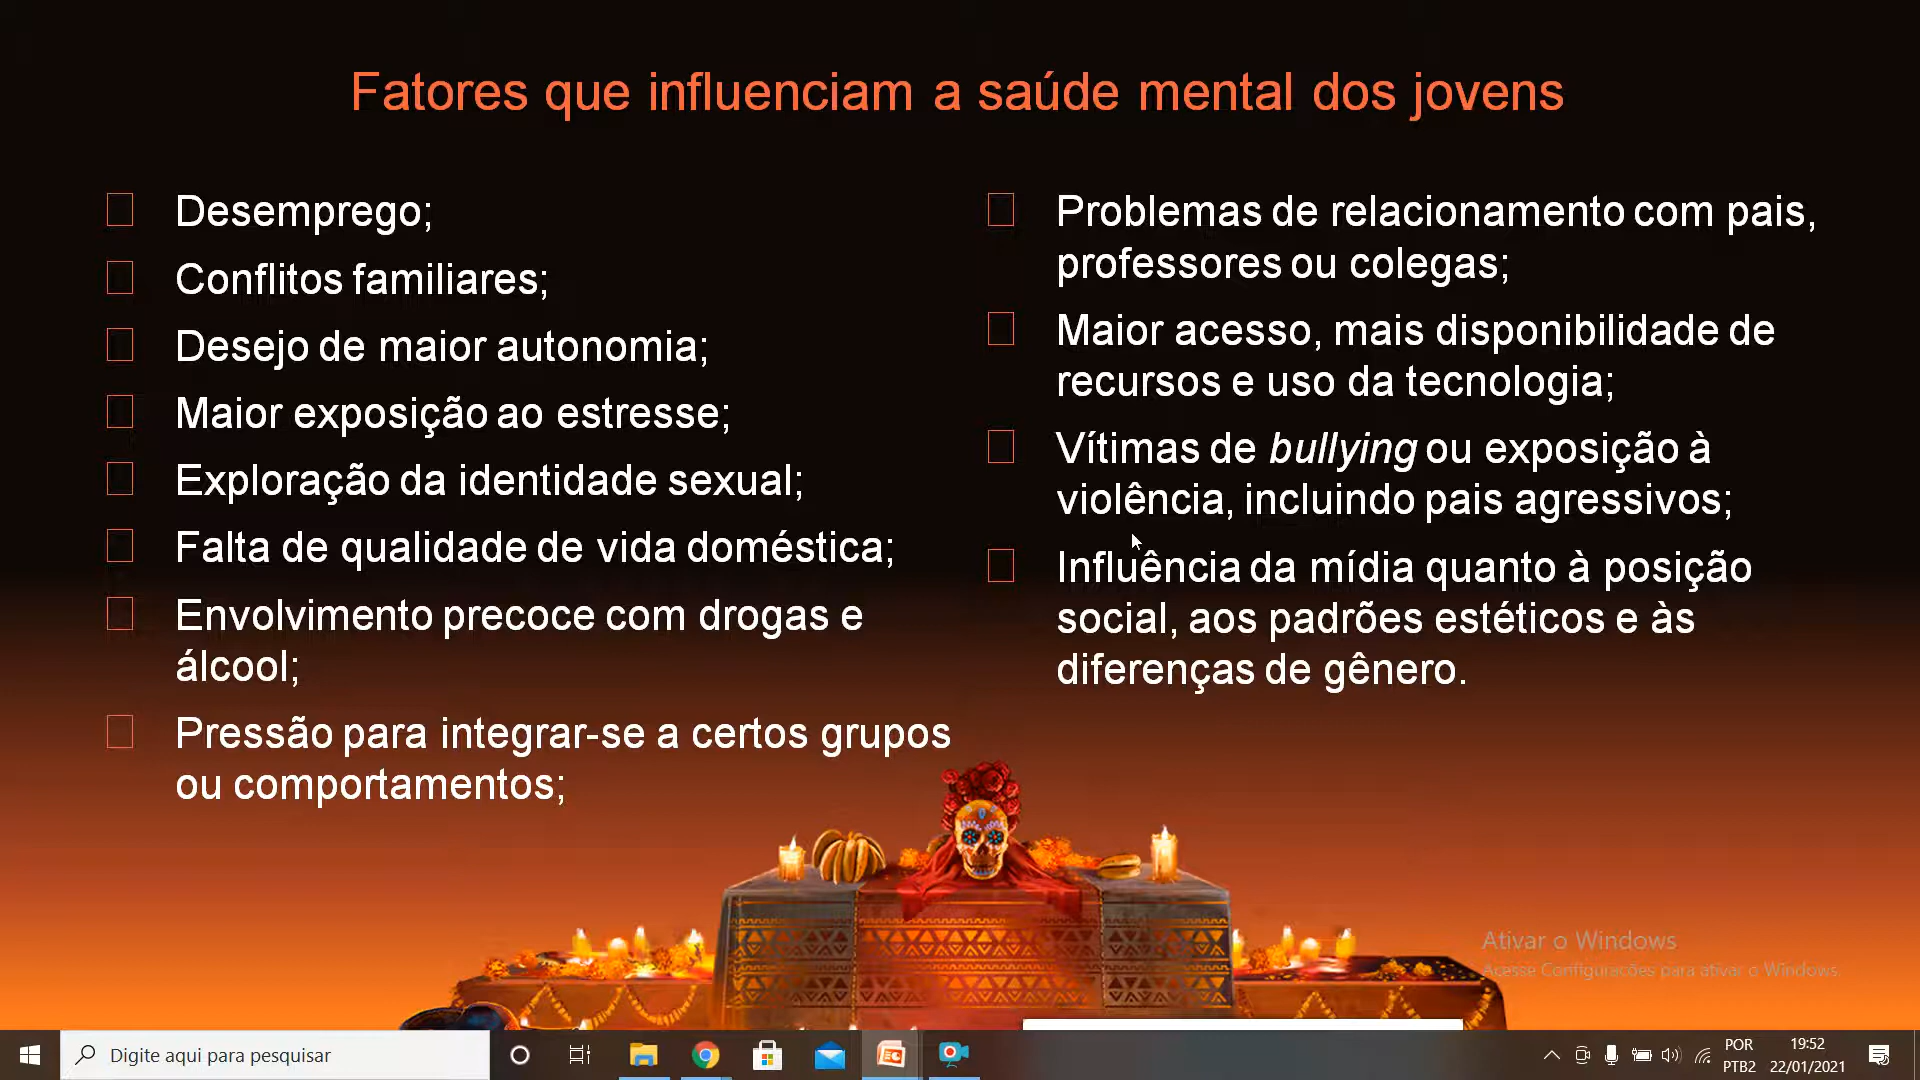 Fatores que influenciam a saúde mental dos jovens
Desemprego;
Conflitos familiares;
Desejo de maior autonomia;
Maior exposição ao estresse;
Exploração da identidade sexual;
Falta de qualidade de vida doméstica;
Envolvimento precoce com drogas e
álcool;
Pressão para integrar-se a certos grupos
ou comportamentos;
Problemas de relacionamento com pais,
professores ou colegas;
Maior acesso, mais disponibilidade de
recursos e uso da tecnologia;
Vítimas de bullying ou exposição à
violência, incluindo pais agressivos;
Influência da mídia quanto à posição
social, aos padrões estéticos e às
diferenças de gênero.
Ativar o Windows
Acesse Configurações para ativar o Windows.
Digite aqui para pesquisar
POR
PTB2
19:52
22/01/2021